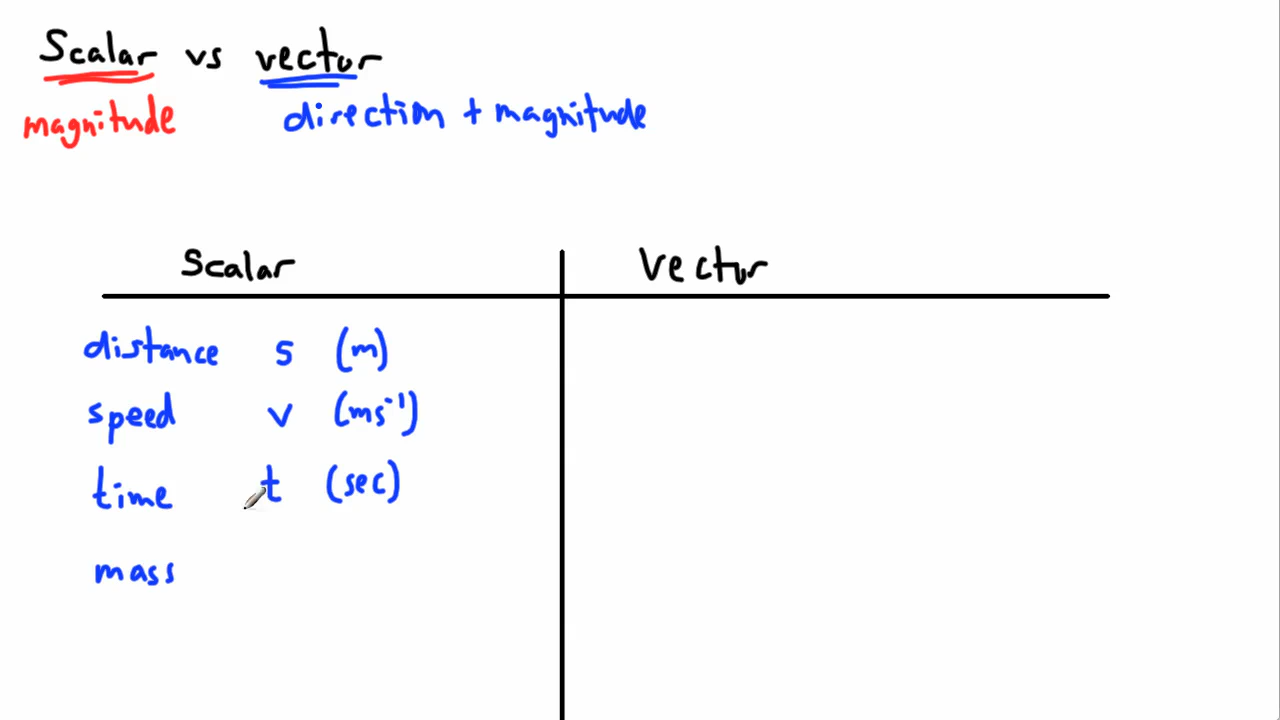 Scalar vs vector
magnitude direction + magnitude
Scalar Vector
distance s (m)
speed v (ms⁻¹)
time t (sec)
mass